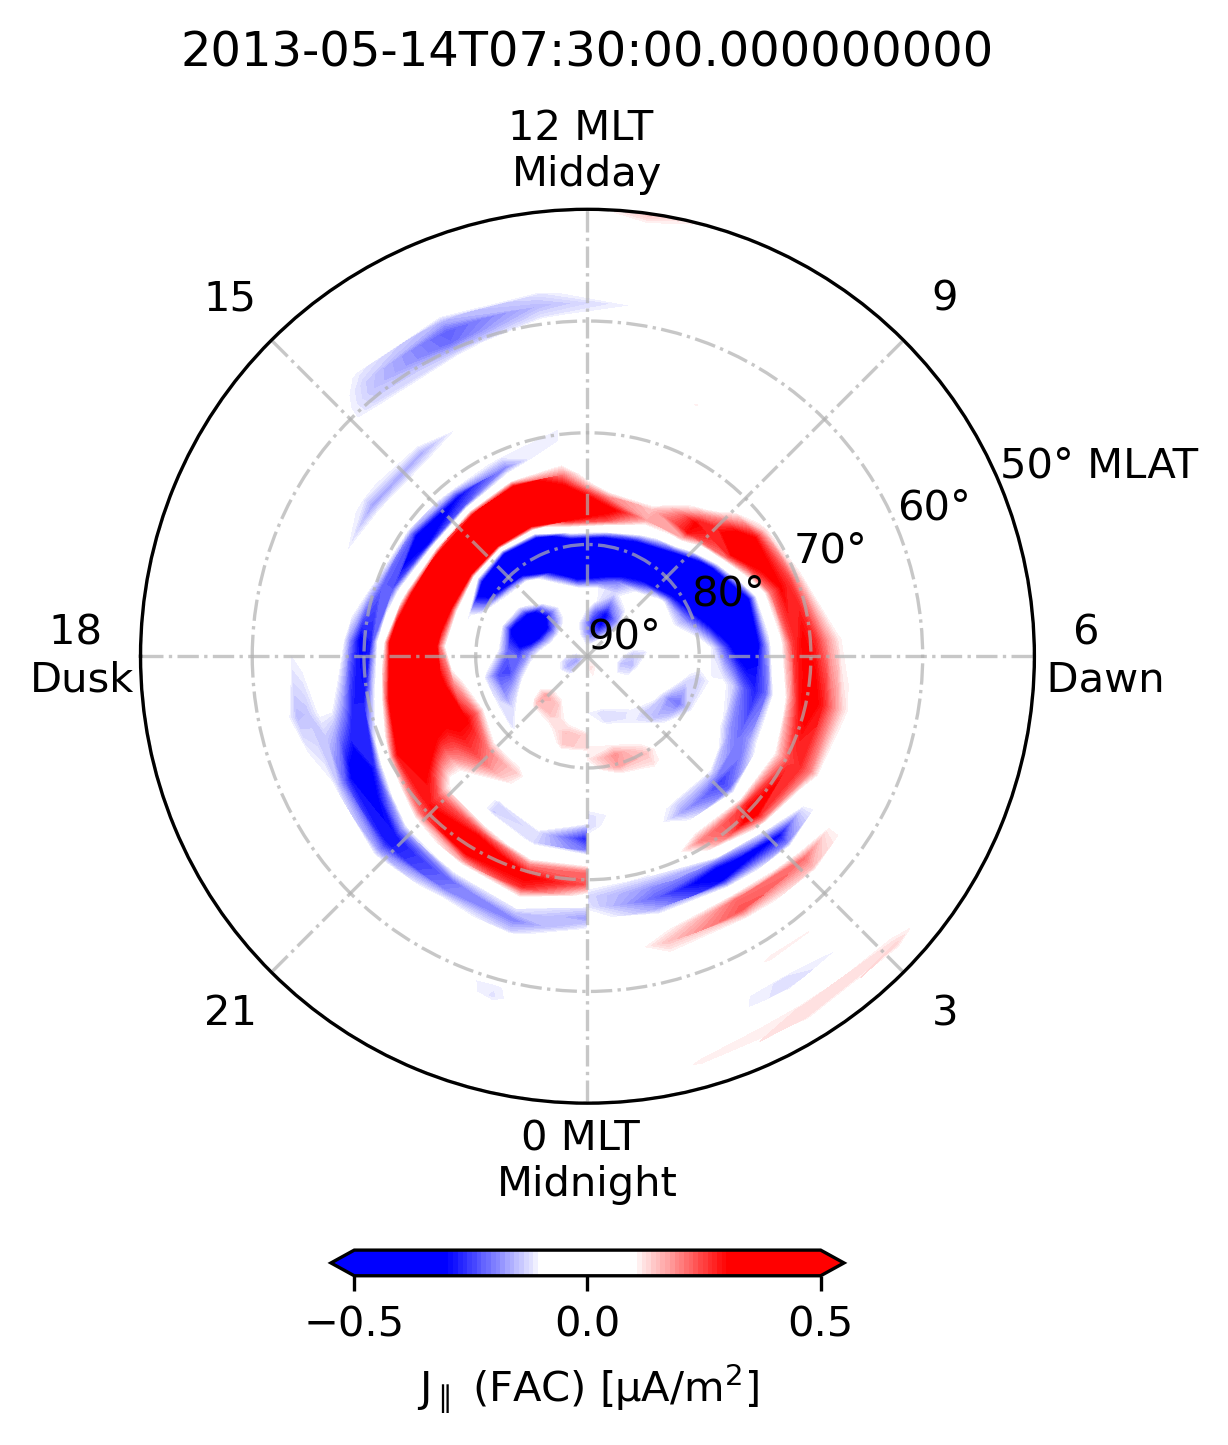 2013-05-14T07:30:00.000000000
12 MLT
Midday
15
9
50° MLAT
60°
70°
80°
90°
18
Dusk
6
Dawn
21
3
0 MLT
Midnight
−0.5
0.0
0.5
J∥ (FAC) [μA/m²]